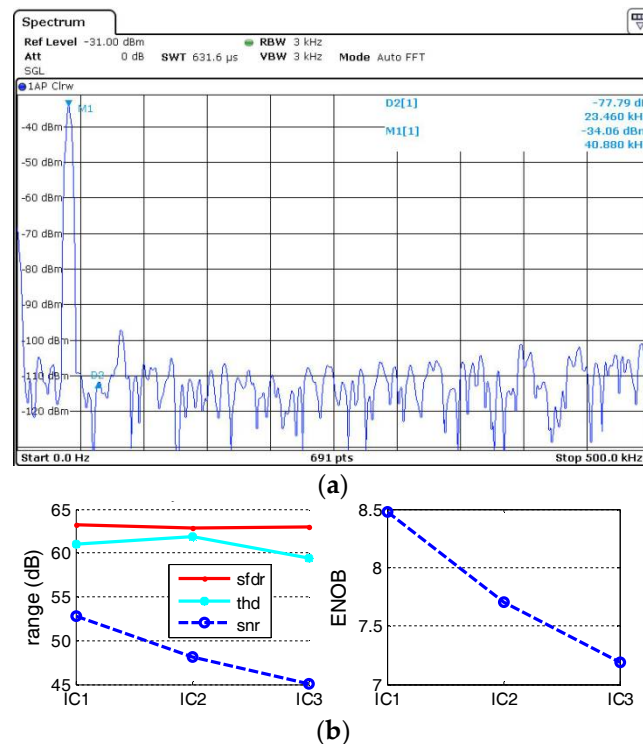 Spectrum
Ref Level -31.00 dBm RBW 3 kHz
Att 0 dB SWT 631.6 µs VBW 3 kHz Mode Auto FFT
SGL
1AP Clrw
D2[1] -77.79 dB
23.460 kHz
M1[1] -34.06 dBm
40.880 kHz
M1
-40 dBm
-50 dBm
-60 dBm
-70 dBm
-80 dBm
-90 dBm
-100 dBm
-110 dBm
D2
-120 dBm
Start 0.0 Hz 691 pts Stop 500.0 kHz
(a)
65
60
55
50
45
range (dB)
sfdr
thd
snr
IC1 IC2 IC3
8.5
8
7.5
7
ENOB
IC1 IC2 IC3
(b)